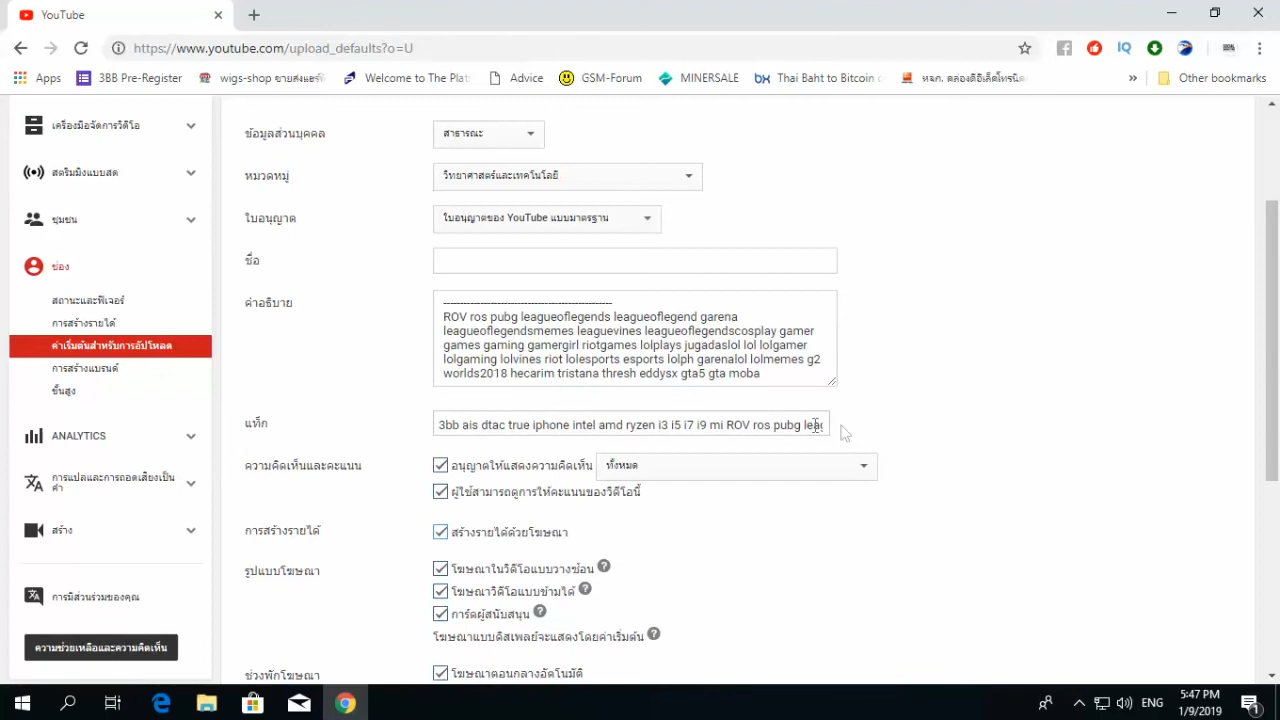 YouTube
https://www.youtube.com/upload_defaults?o=U
IQ
Apps
3BB Pre-Register
wigs-shop ขายส่งแฮร์
Welcome to The Plat
Advice
GSM-Forum
MINERSALE
bx Thai Baht to Bitcoin
หจก. คล่องดิจิเล็คโทรนิค
»
Other bookmarks
เครื่องมือจัดการวิดีโอ
สตรีมมิงแบบสด
ชุมชน
ช่อง
สถานะและฟีเจอร์
การสร้างรายได้
ค่าเริ่มต้นสำหรับการอัปโหลด
การสร้างแบรนด์
ขั้นสูง
ANALYTICS
การแปลและการถอดเสียงเป็น
คำ
สร้าง
การมีส่วนร่วมของคุณ
ความช่วยเหลือและความคิดเห็น
ข้อมูลส่วนบุคคล
สาธารณะ
หมวดหมู่
วิทยาศาสตร์และเทคโนโลยี
ใบอนุญาต
ใบอนุญาตของ YouTube แบบมาตรฐาน
ชื่อ
คำอธิบาย
--------------------------------------------------
ROV ros pubg leagueoflegends leagueoflegend garena
leagueoflegendsmemes leaguevines leagueoflegendscosplay gamer
games gaming gamergirl riotgames lolplays jugadaslol lol lolgamer
lolgaming lolvines riot lolesports esports lolph garenalol lolmemes g2
worlds2018 hecarim tristana thresh eddysx gta5 gta moba
แท็ก
3bb ais dtac true iphone intel amd ryzen i3 i5 i7 i9 mi ROV ros pubg
ความคิดเห็นและคะแนน
อนุญาตให้แสดงความคิดเห็น
ทั้งหมด
ผู้ใช้สามารถดูการให้คะแนนของวิดีโอนี้
การสร้างรายได้
สร้างรายได้ด้วยโฆษณา
รูปแบบโฆษณา
โฆษณาในวิดีโอแบบวางซ้อน ?
โฆษณาวิดีโอแบบข้ามได้ ?
การ์ดผู้สนับสนุน ?
โฆษณาแบบดิสเพลย์จะแสดงโดยค่าเริ่มต้น ?
ช่วงพักโฆษณา
โฆษณาตอนกลางอัตโนมัติ
ENG
5:47 PM
1/9/2019
1